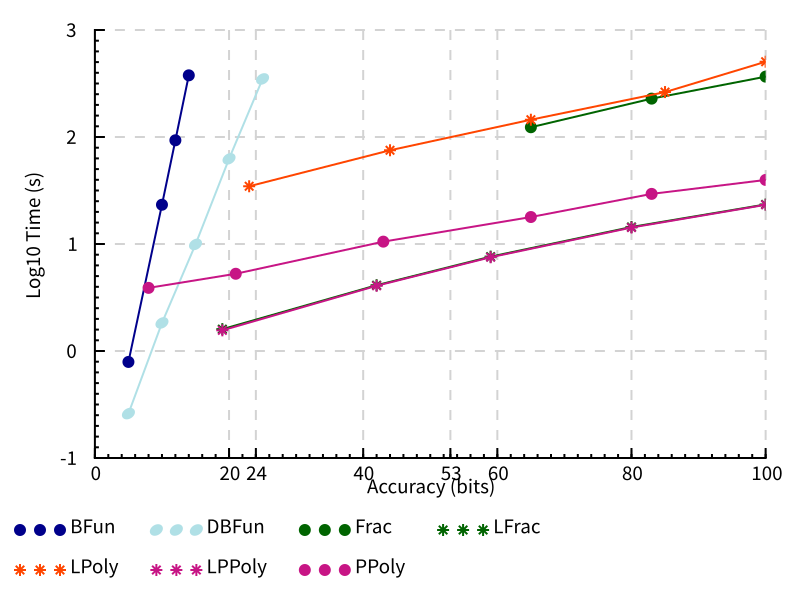 3
2
1
0
-1
Log10 Time (s)
0 20 24 40 53 60 80 100
Accuracy (bits)
BFun DBFun Frac LFrac
LPoly LPPoly PPoly